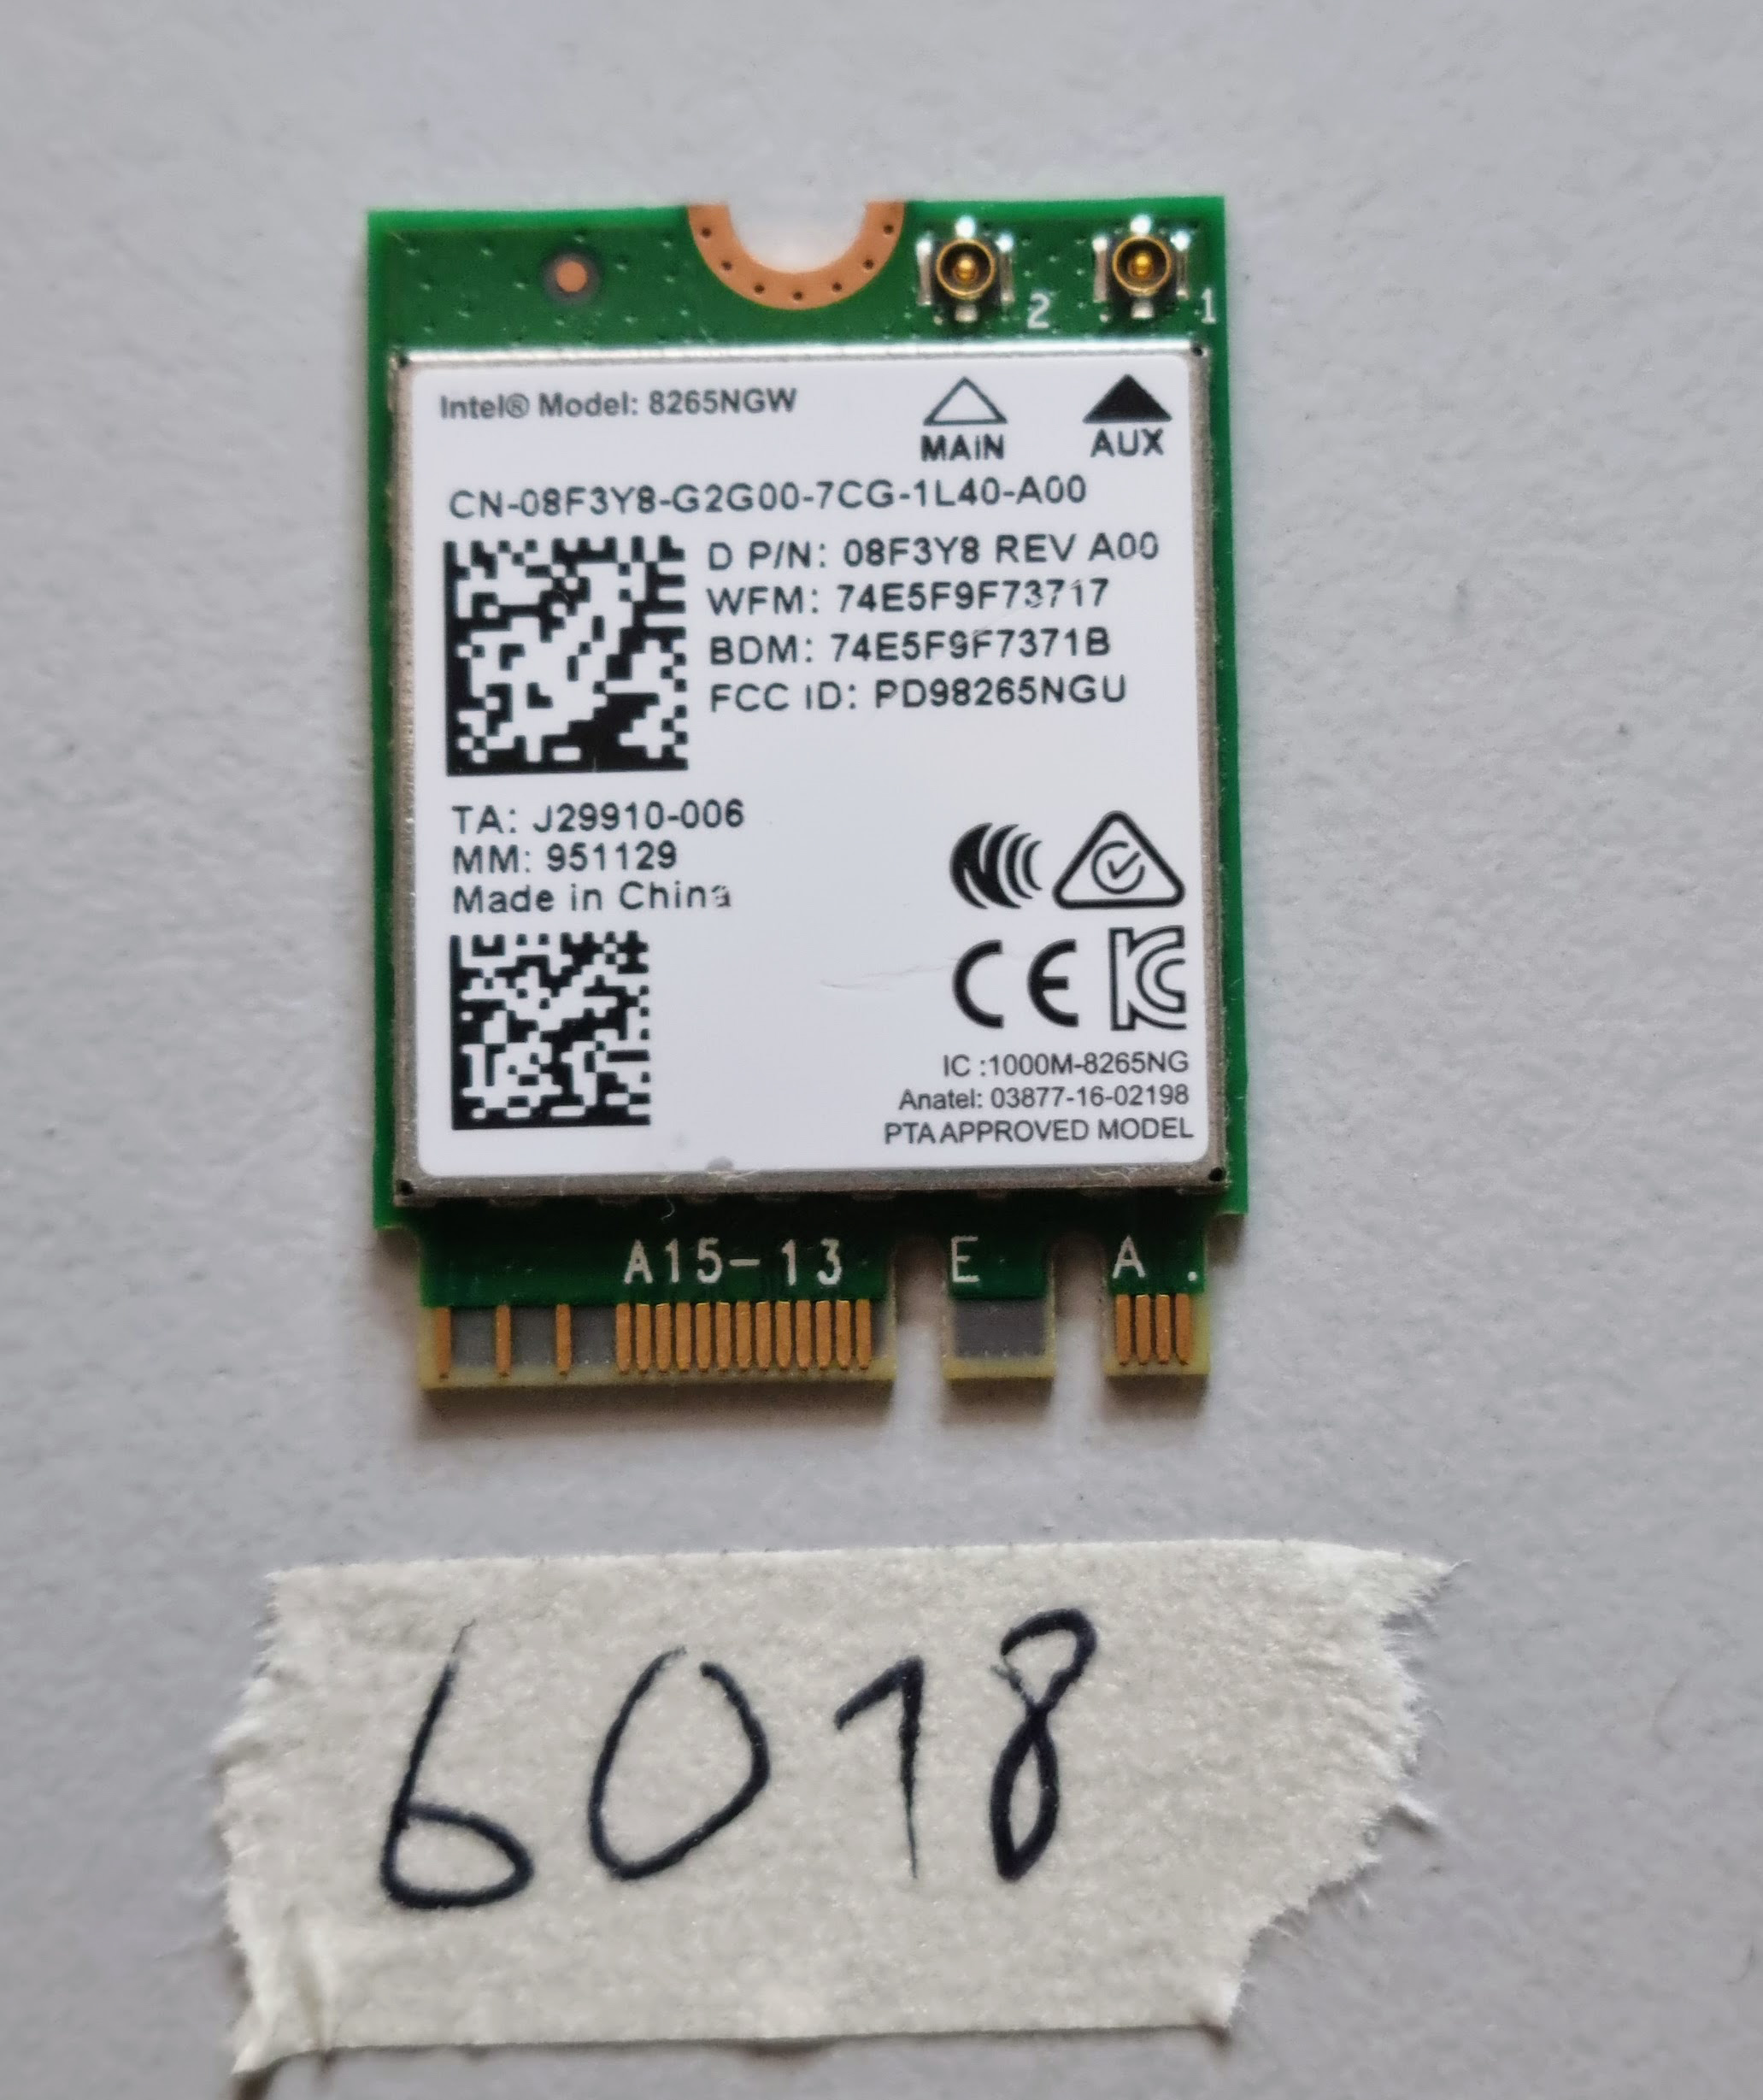 2
1
Intel® Model: 8265NGW
MAIN
AUX
CN-08F3Y8-G2G00-7CG-1L40-A00
D P/N: 08F3Y8 REV A00
WFM: 74E5F9F73717
BDM: 74E5F9F7371B
FCC ID: PD98265NGU
TA: J29910-006
MM: 951129
Made in China
CE
IC :1000M-8265NG
Anatel: 03877-16-02198
PTA APPROVED MODEL
A15-13 E A .
6018